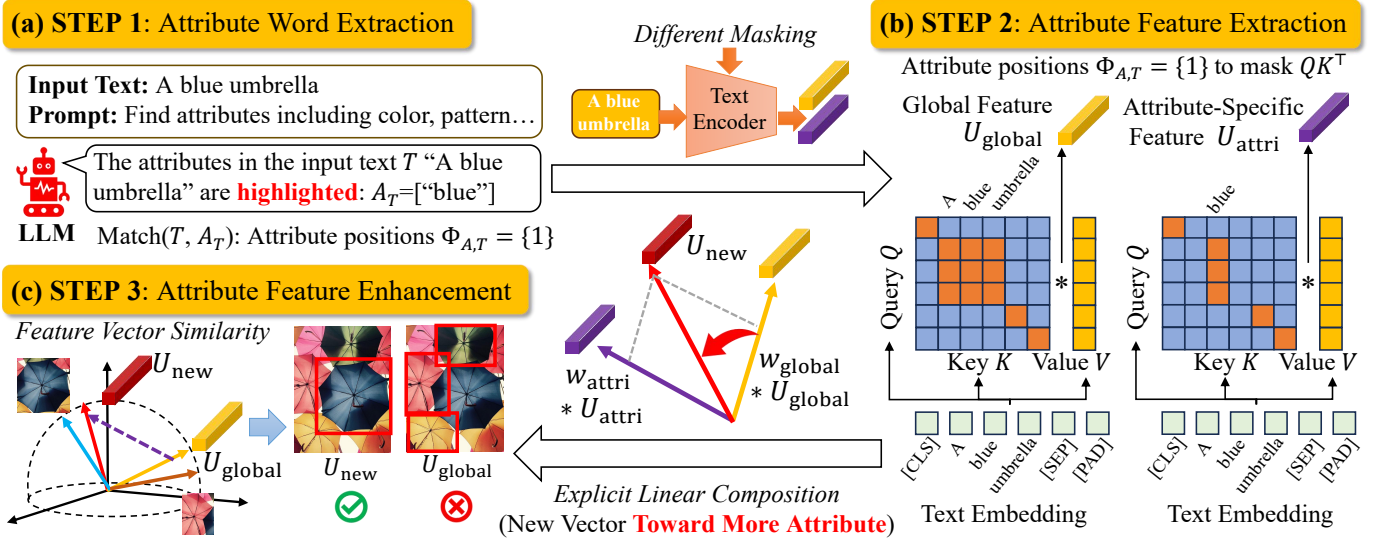 (a) STEP 1: Attribute Word Extraction
Input Text: A blue umbrella
Prompt: Find attributes including color, pattern…
The attributes in the input text T “A blue
umbrella” are highlighted: A_T=["blue"]
LLM
Match(T, A_T): Attribute positions Φ_{A,T} = {1}
Different Masking
A blue
umbrella
Text
Encoder
(b) STEP 2: Attribute Feature Extraction
Attribute positions Φ_{A,T} = {1} to mask QK^⊤
Global Feature
U_global
Attribute-Specific
Feature U_attri
A
blue
umbrella
blue
Query Q
*
Key K
Value V
Query Q
*
Key K
Value V
[CLS]
A
blue
umbrella
[SEP]
[PAD]
[CLS]
A
blue
umbrella
[SEP]
[PAD]
Text Embedding
Text Embedding
(c) STEP 3: Attribute Feature Enhancement
Feature Vector Similarity
U_new
U_global
U_new
U_global
U_new
w_attri
* U_attri
w_global
* U_global
Explicit Linear Composition
(New Vector Toward More Attribute)